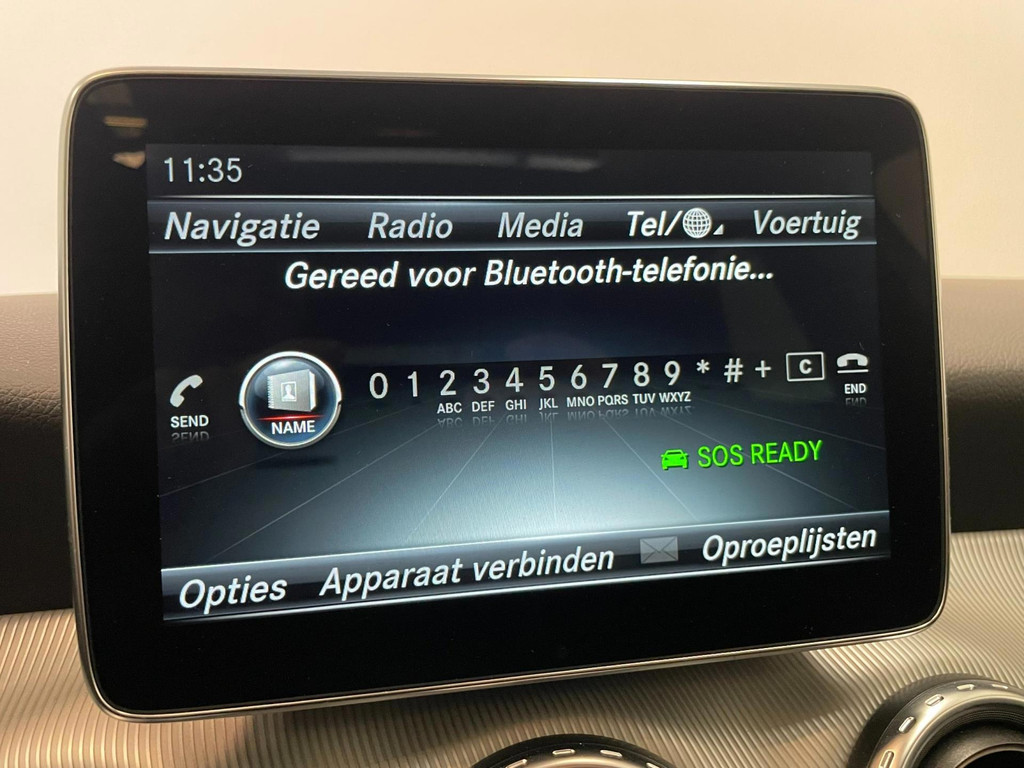 11:35
Navigatie Radio Media Tel/ Voertuig
Gereed voor Bluetooth-telefonie...
0 1 2 3 4 5 6 7 8 9 * # + C
ABC DEF GHI JKL MNO PQRS TUV WXYZ
SEND NAME END
SOS READY
Opties Apparaat verbinden Oproeplijsten